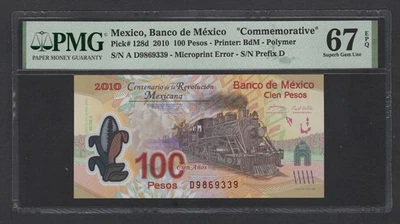 PMG
PAPER MONEY GUARANTY
Mexico, Banco de México "Commemorative"
Pick# 128d 2010 100 Pesos - Printer: BdM - Polymer
S/N A D9869339 - Microprint Error - S/N Prefix D
67 EPQ
Superb Gem Unc
2010
Centenario de la Revolución
Mexicana
Banco de México
Cien Pesos
100
Pesos
Cien Años
D9869339